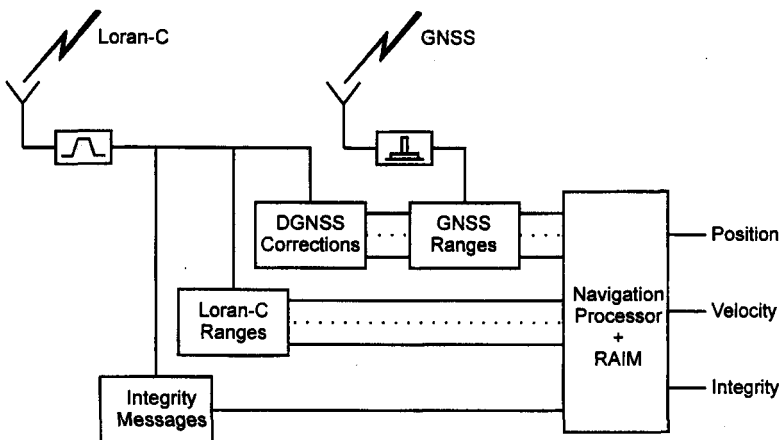 Loran-C
GNSS
DGNSS
Corrections
GNSS
Ranges
Position
Loran-C
Ranges
Navigation
Processor
+
RAIM
Velocity
Integrity
Integrity
Messages